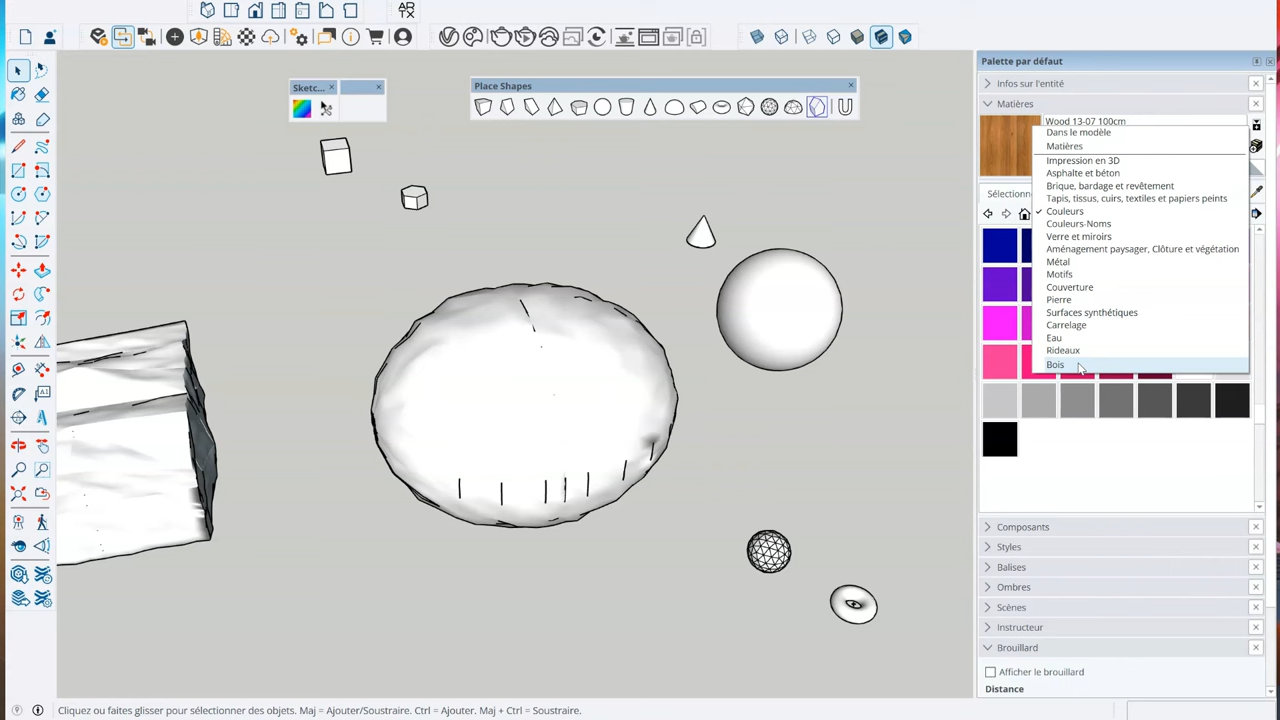 AR
TX
Palette par défaut
Sketc...
Place Shapes
Infos sur l'entité
Matières
Wood 13-07 100cm
Dans le modèle
Matières
Impression en 3D
Asphalte et béton
Brique, bardage et revêtement
Tapis, tissus, cuirs, textiles et papiers peints
Sélection
Couleurs
Couleurs-Noms
Verre et miroirs
Aménagement paysager, Clôture et végétation
Métal
Motifs
Couverture
Pierre
Surfaces synthétiques
Carrelage
Eau
Rideaux
Bois
Composants
Styles
Balises
Ombres
Scènes
Instructeur
Brouillard
Afficher le brouillard
Distance
Cliquez ou faites glisser pour sélectionner des objets. Maj = Ajouter/Soustraire. Ctrl = Ajouter. Maj + Ctrl = Soustraire.